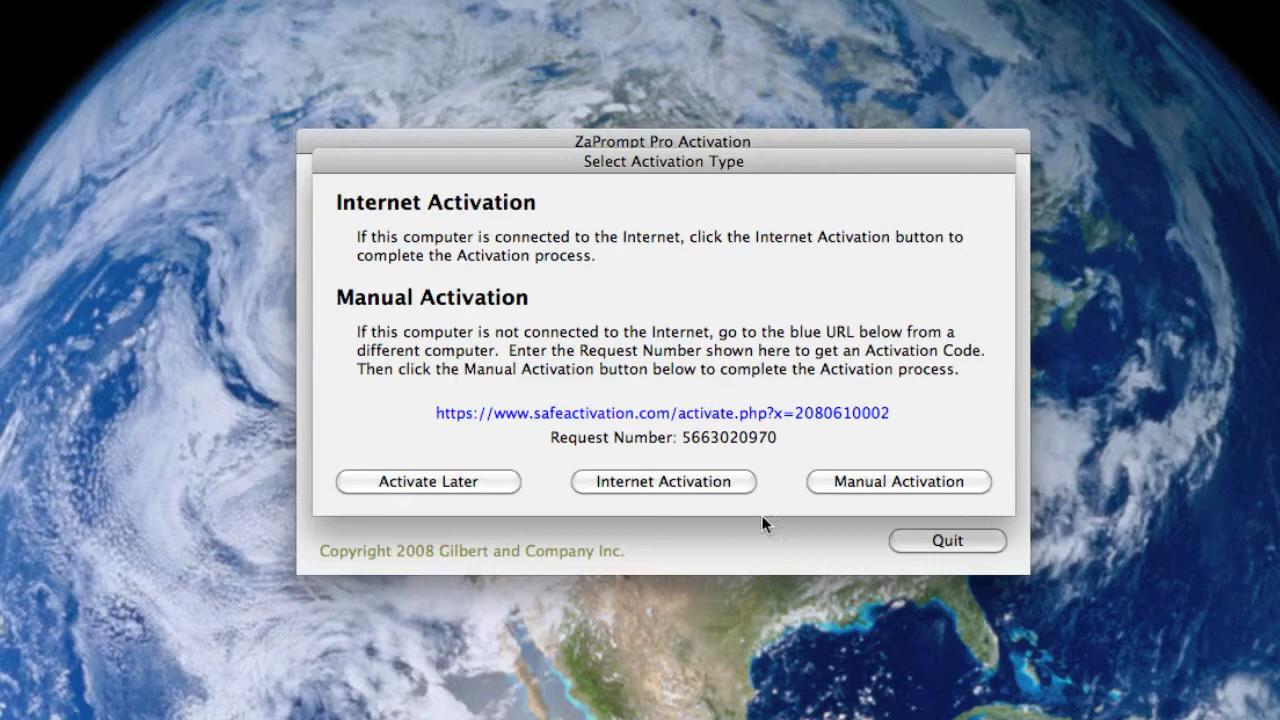 ZaPrompt Pro Activation
Select Activation Type
Internet Activation
If this computer is connected to the Internet, click the Internet Activation button to
complete the Activation process.
Manual Activation
If this computer is not connected to the Internet, go to the blue URL below from a
different computer.  Enter the Request Number shown here to get an Activation Code.
Then click the Manual Activation button below to complete the Activation process.
https://www.safeactivation.com/activate.php?x=2080610002
Request Number: 5663020970
Activate Later
Internet Activation
Manual Activation
Quit
Copyright 2008 Gilbert and Company Inc.